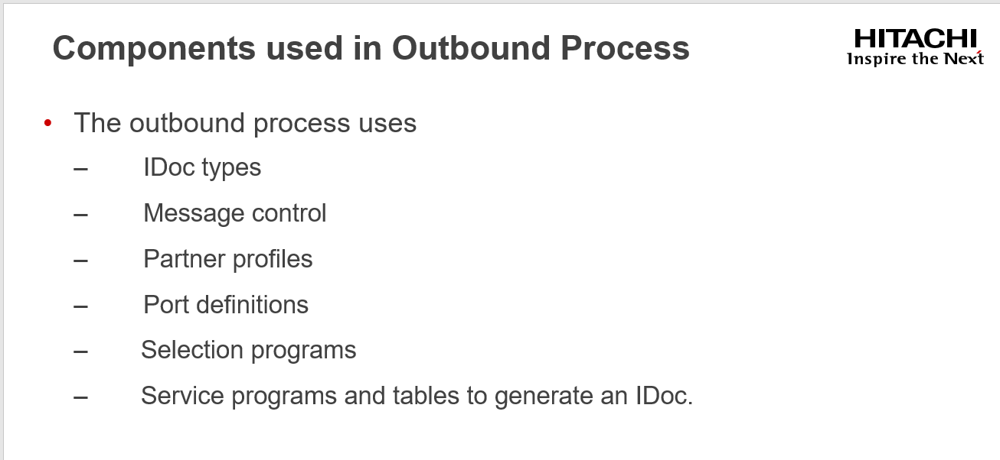 Components used in Outbound Process
HITACHI
Inspire the Next
• The outbound process uses
– IDoc types
– Message control
– Partner profiles
– Port definitions
– Selection programs
– Service programs and tables to generate an IDoc.